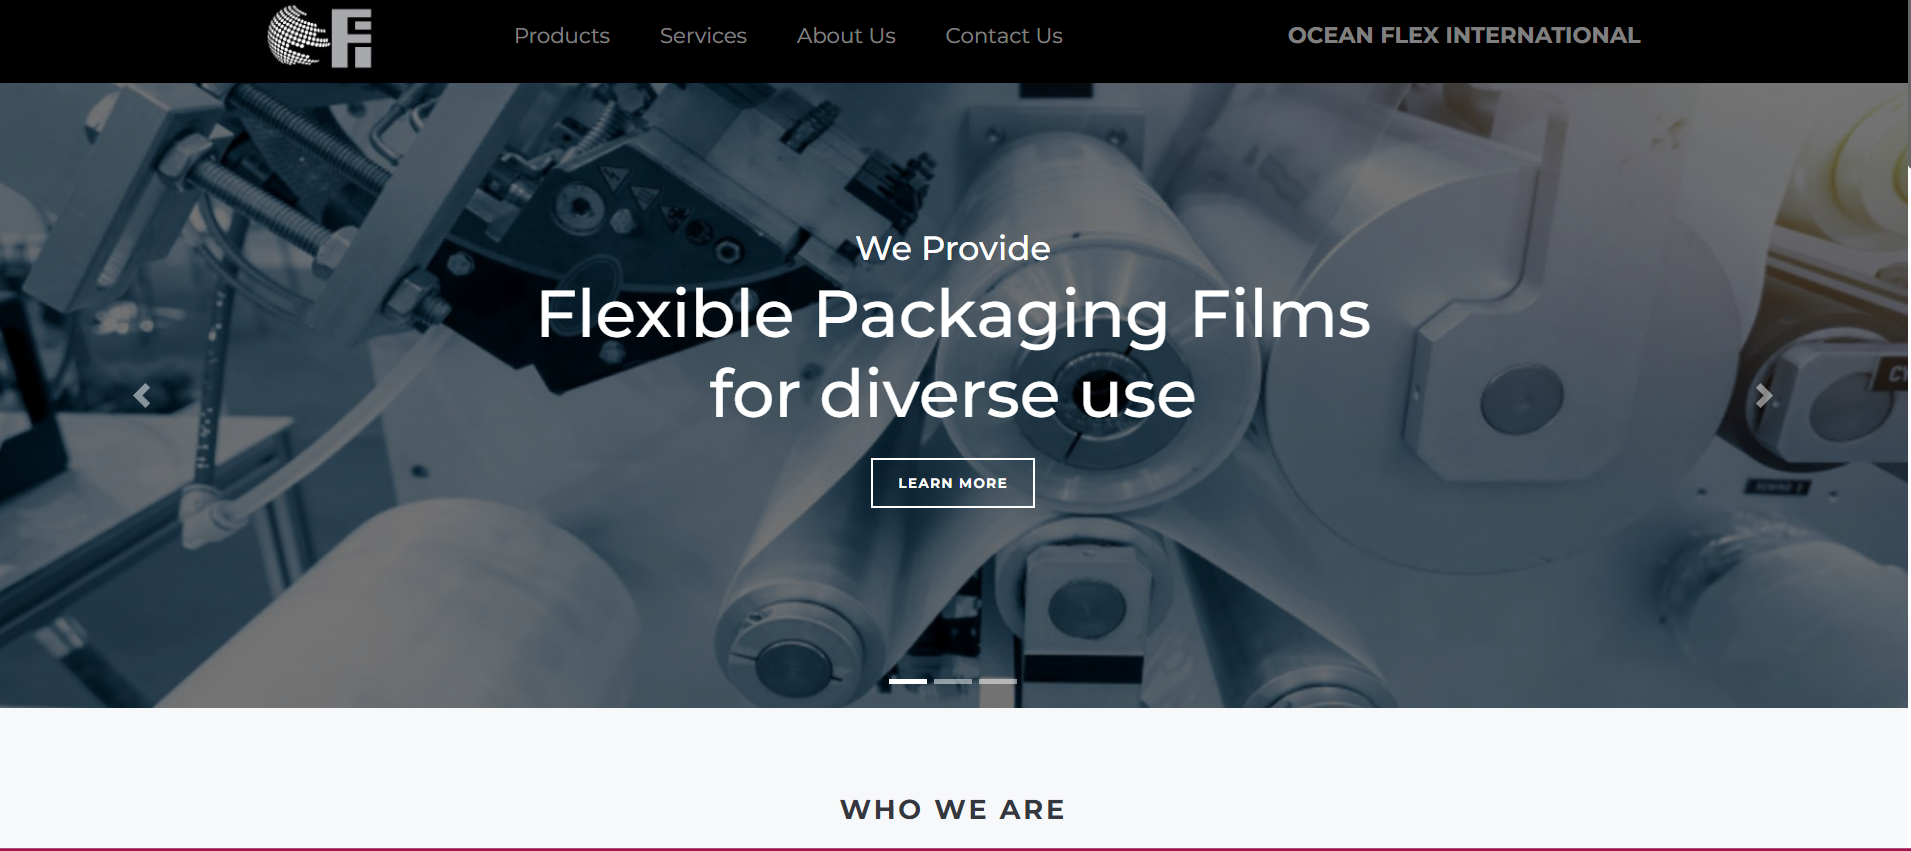 Products
Services
About Us
Contact Us
OCEAN FLEX INTERNATIONAL
We Provide
Flexible Packaging Films
for diverse use
LEARN MORE
WHO WE ARE